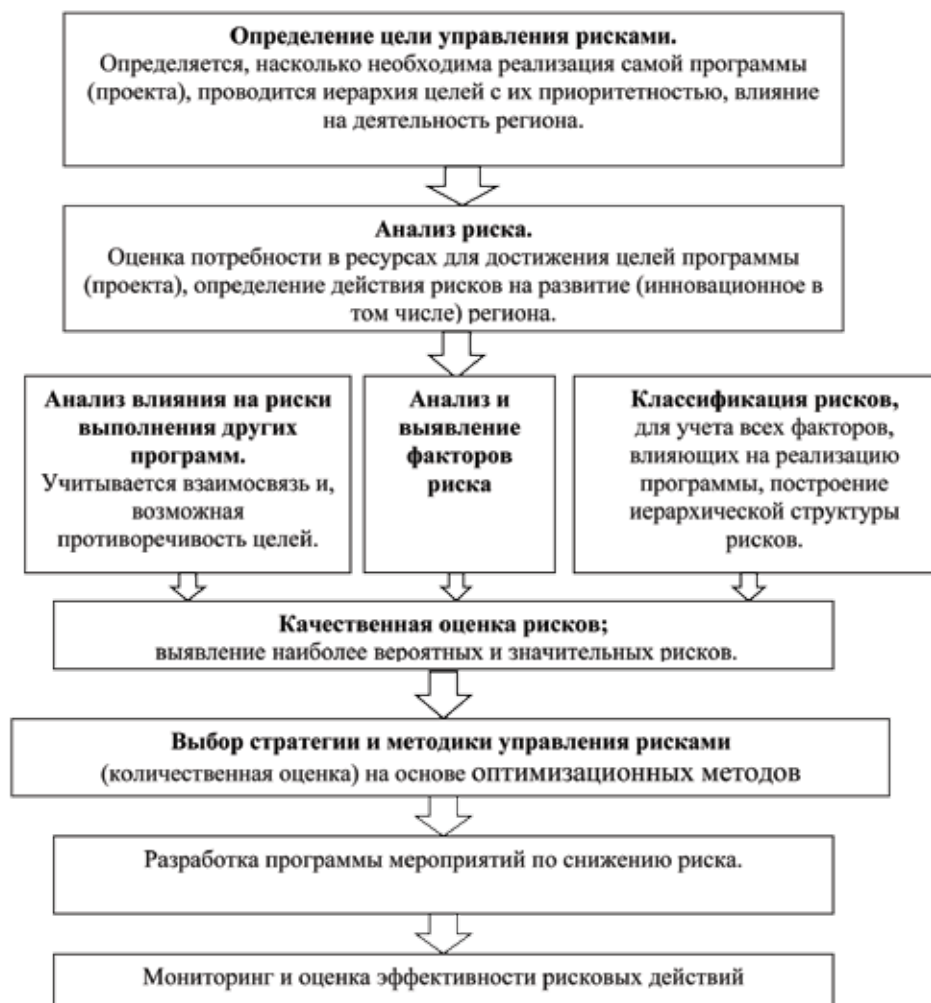 Определение цели управления рисками.
Определяется, насколько необходима реализация самой программы
(проекта), проводится иерархия целей с их приоритетностью, влияние
на деятельность региона.
Анализ риска.
Оценка потребности в ресурсах для достижения целей программы
(проекта), определение действия рисков на развитие (инновационное в
том числе) региона.
Анализ влияния на риски
выполнения других
программ.
Учитывается взаимосвязь и,
возможная
противоречивость целей.
Анализ и
выявление
факторов
риска
Классификация рисков,
для учета всех факторов,
влияющих на реализацию
программы, построение
иерархической структуры
рисков.
Качественная оценка рисков;
выявление наиболее вероятных и значительных рисков.
Выбор стратегии и методики управления рисками
(количественная оценка) на основе оптимизационных методов
Разработка программы мероприятий по снижению риска.
Мониторинг и оценка эффективности рисковых действий